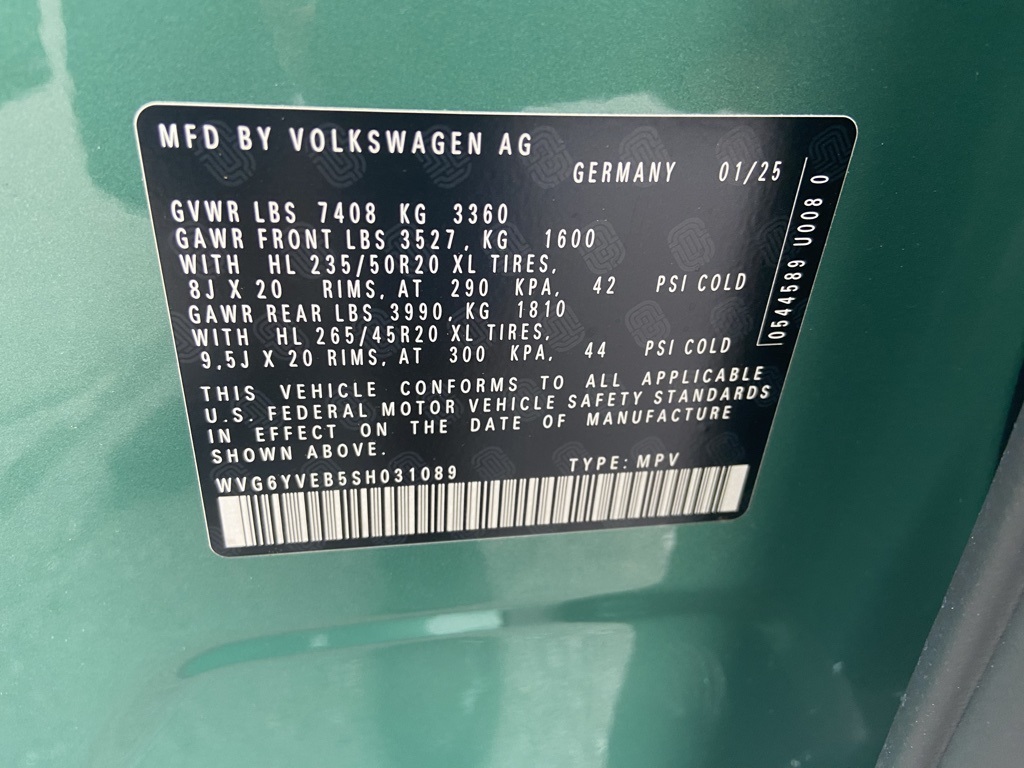 MFD BY VOLKSWAGEN AG
GERMANY 01/25
GVWR LBS 7408 KG 3360
GAWR FRONT LBS 3527, KG 1600
WITH HL 235/50R20 XL TIRES,
8J X 20 RIMS, AT 290 KPA, 42 PSI COLD
GAWR REAR LBS 3990, KG 1810
WITH HL 265/45R20 XL TIRES,
9,5J X 20 RIMS, AT 300 KPA, 44 PSI COLD
THIS VEHICLE CONFORMS TO ALL APPLICABLE
U.S. FEDERAL MOTOR VEHICLE SAFETY STANDARDS
IN EFFECT ON THE DATE OF MANUFACTURE
SHOWN ABOVE.
WVG6YVEB5SH031089 TYPE: MPV
0544589 U008 0